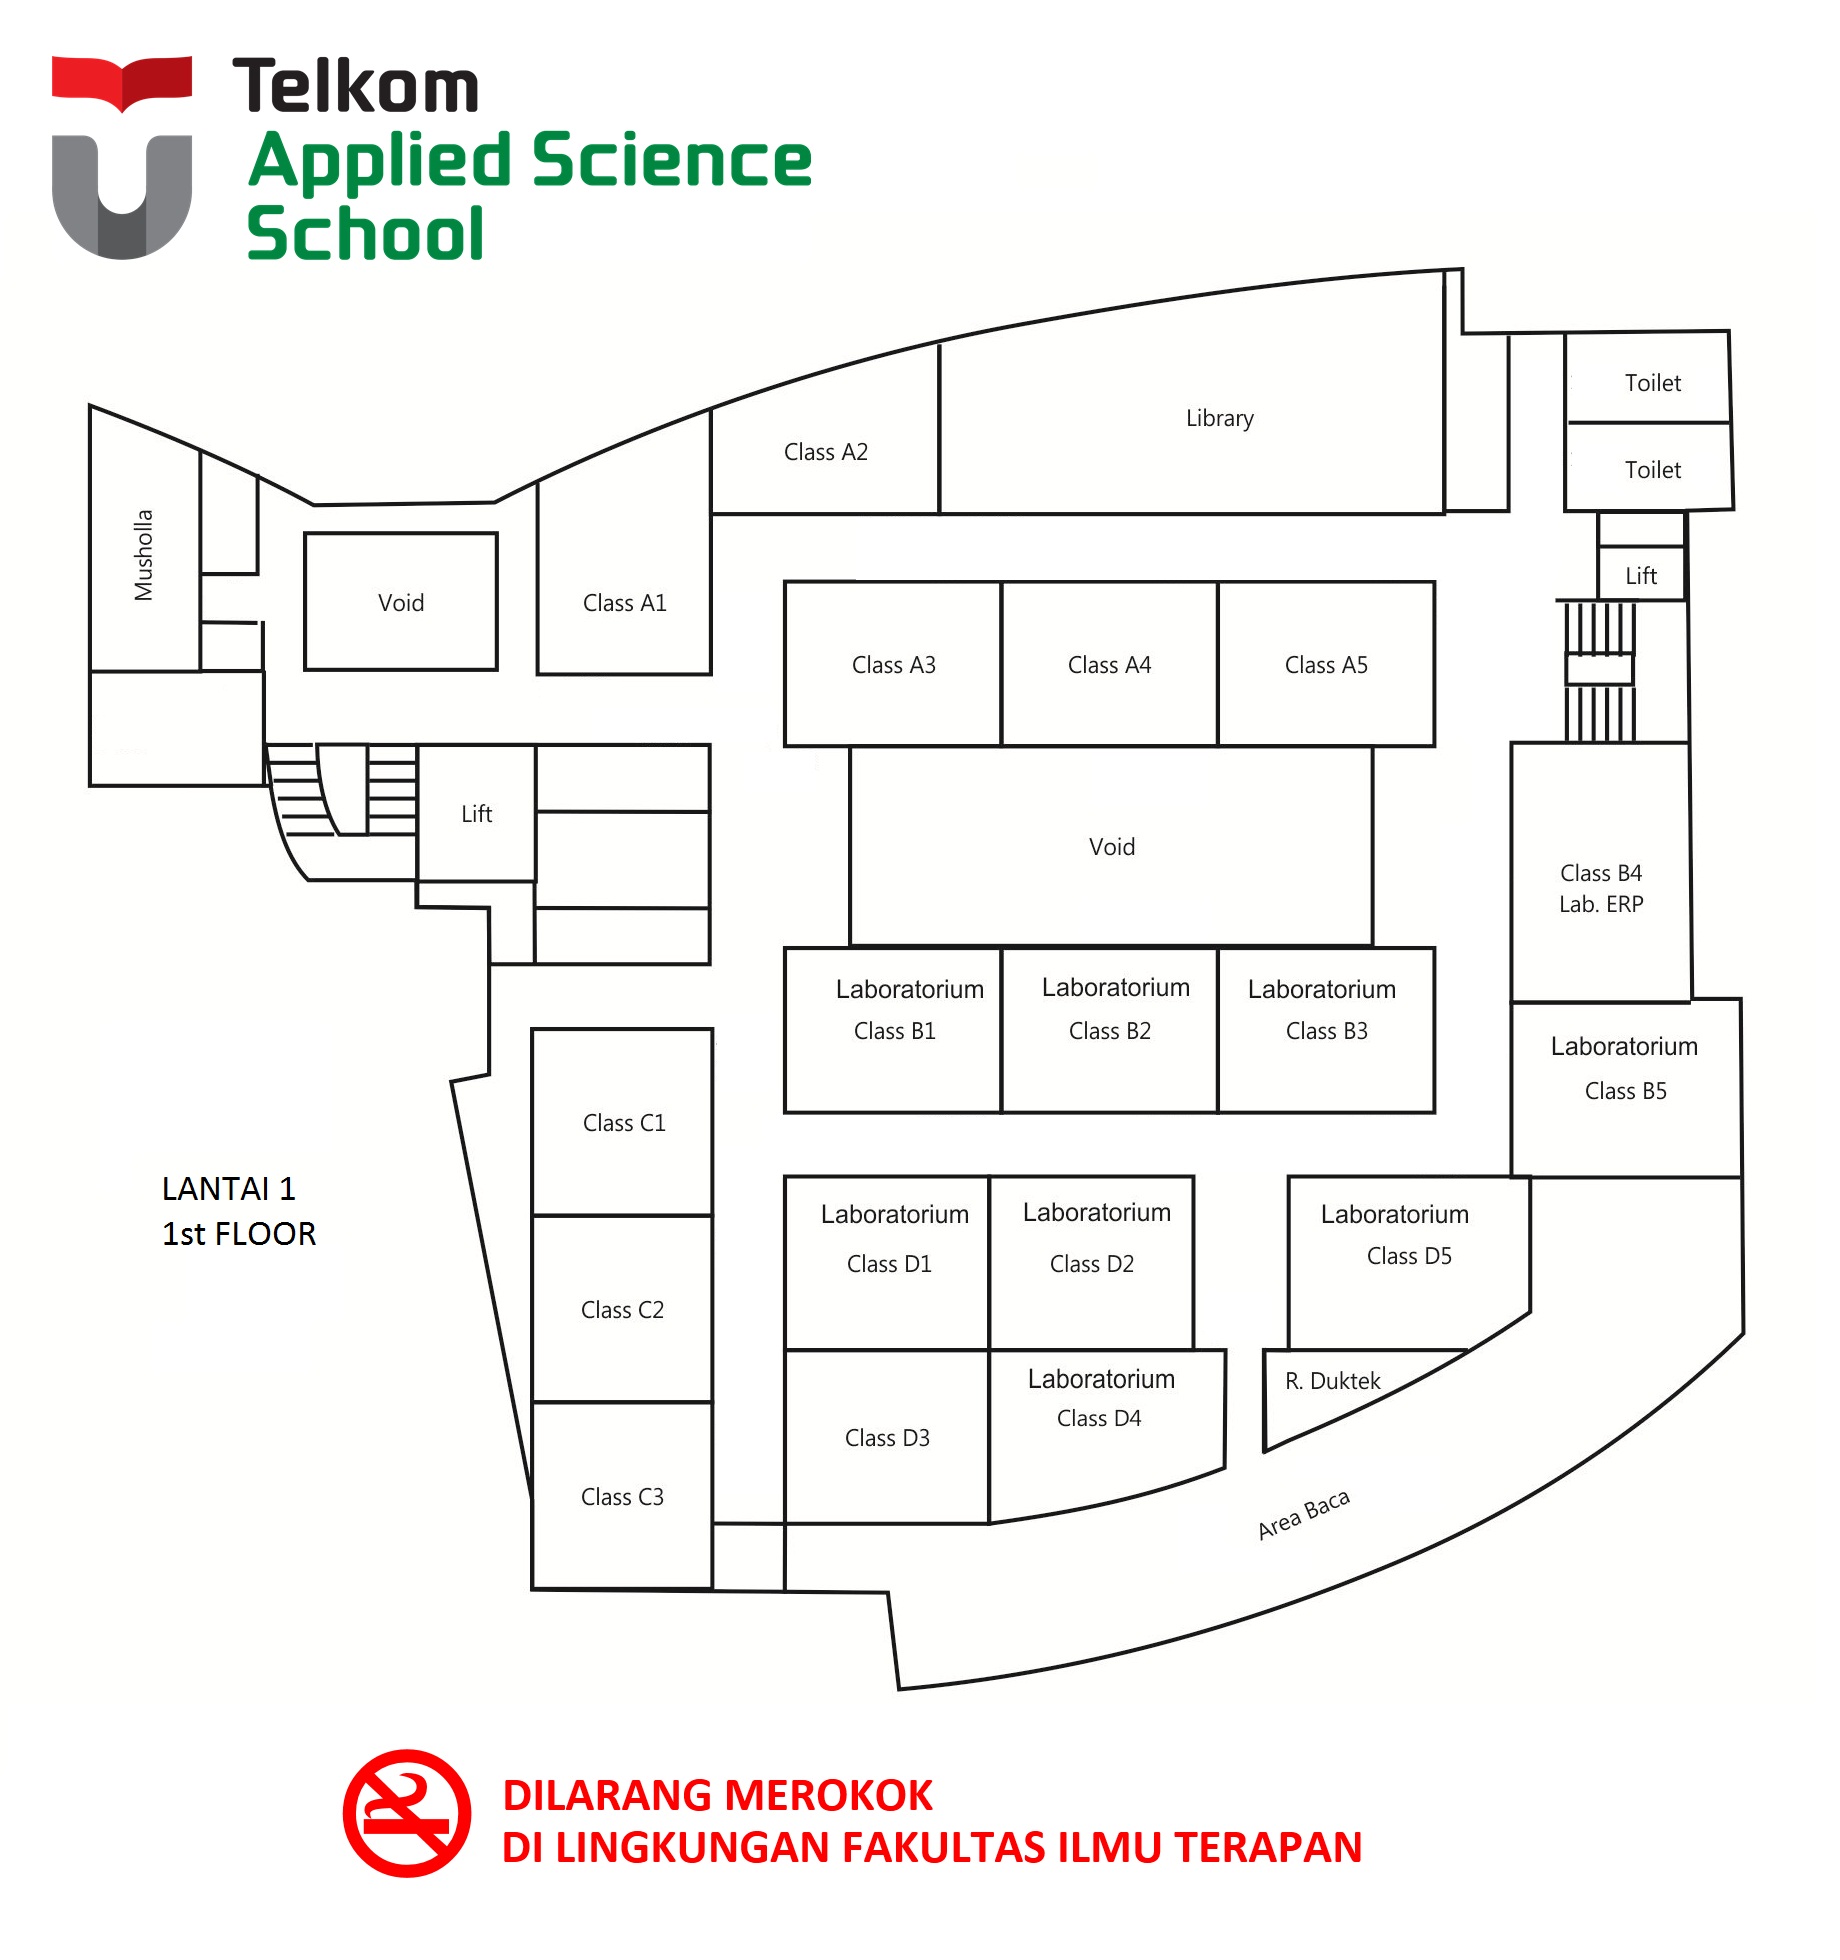 Telkom
Applied Science
School
Toilet
Library
Class A2
Toilet
Musholla
Lift
Void
Class A1
Class A3
Class A4
Class A5
Lift
Void
Class B4
Lab. ERP
Laboratorium
Class B1
Laboratorium
Class B2
Laboratorium
Class B3
Laboratorium
Class B5
Class C1
LANTAI 1
1st FLOOR
Laboratorium
Class D1
Laboratorium
Class D2
Laboratorium
Class D5
Class C2
R. Duktek
Laboratorium
Class D4
Class D3
Class C3
Area Baca
DILARANG MEROKOK
DI LINGKUNGAN FAKULTAS ILMU TERAPAN